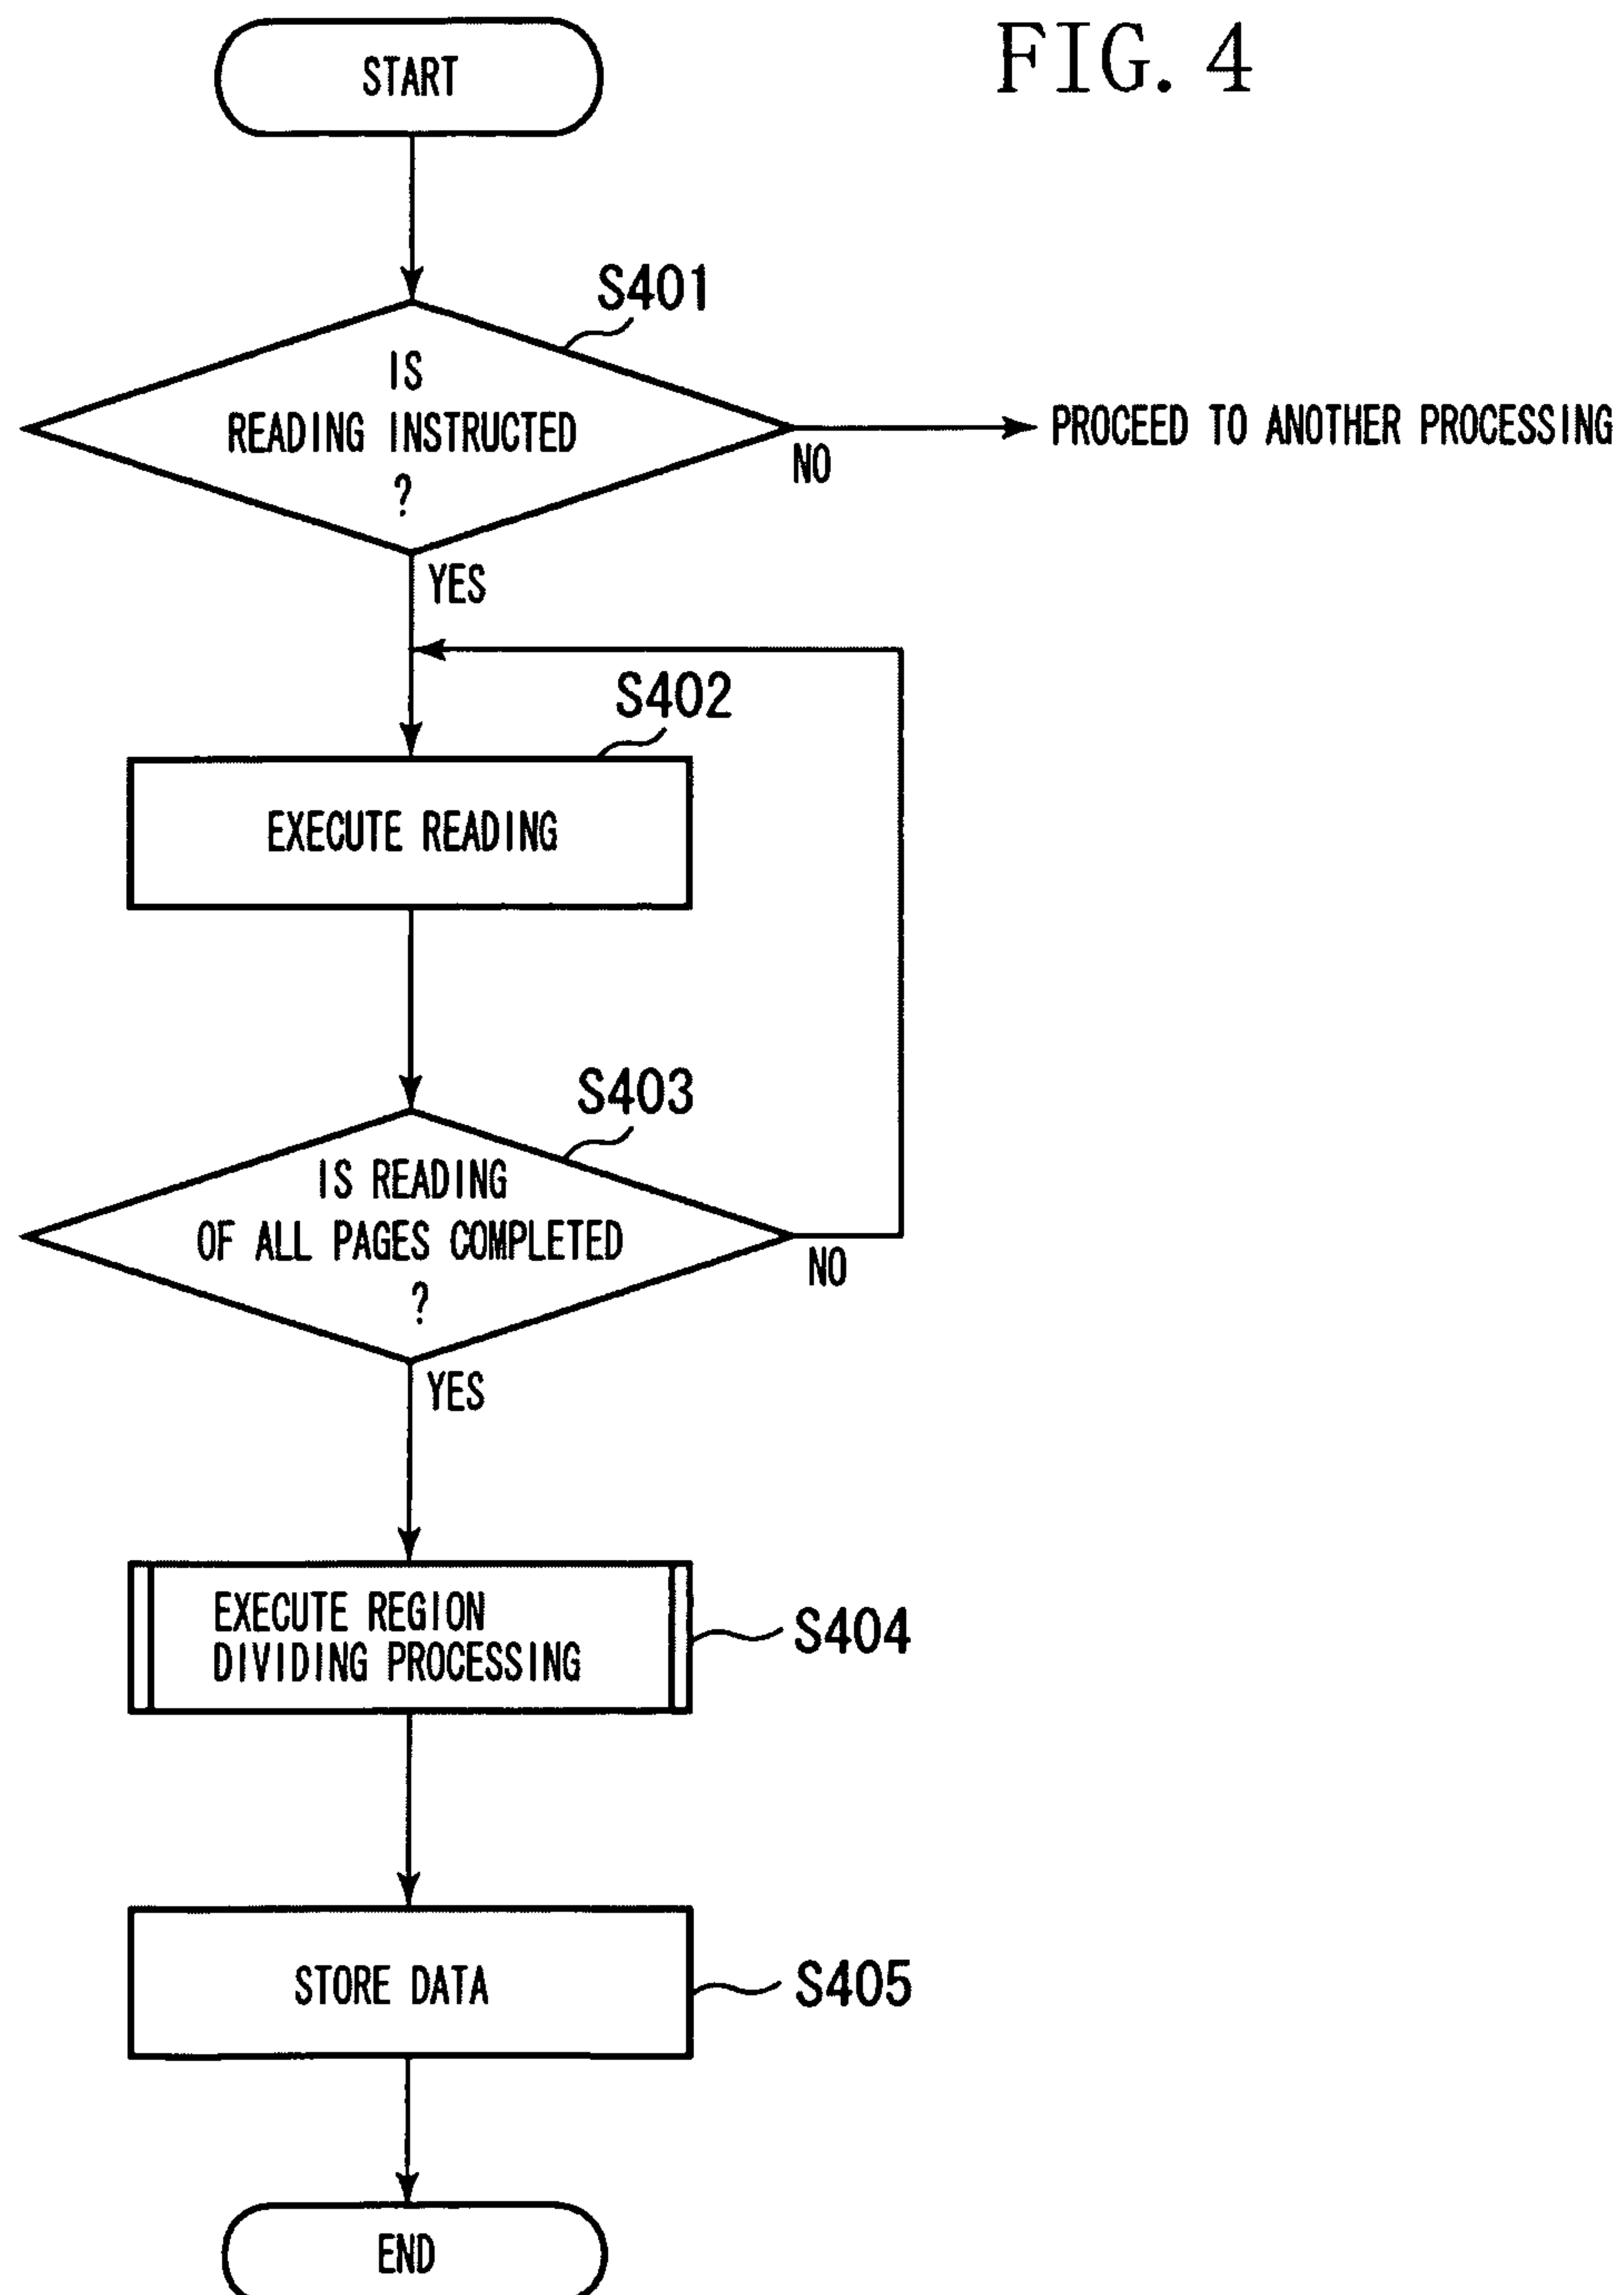 FIG. 4
START
S401
IS
READING INSTRUCTED
?
NO
PROCEED TO ANOTHER PROCESSING
YES
S402
EXECUTE READING
S403
IS READING
OF ALL PAGES COMPLETED
?
NO
YES
EXECUTE REGION
DIVIDING PROCESSING
S404
STORE DATA
S405
END